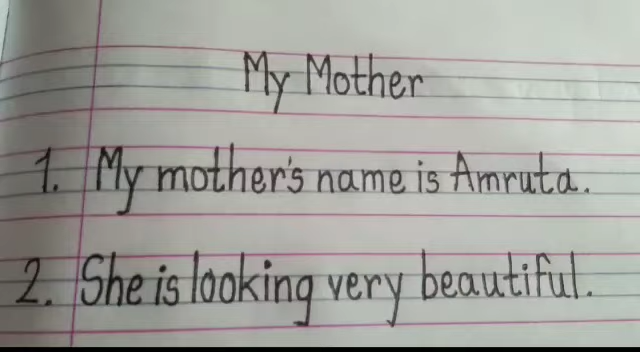 My Mother
1. My mother's name is Amruta.
2. She is looking very beautiful.